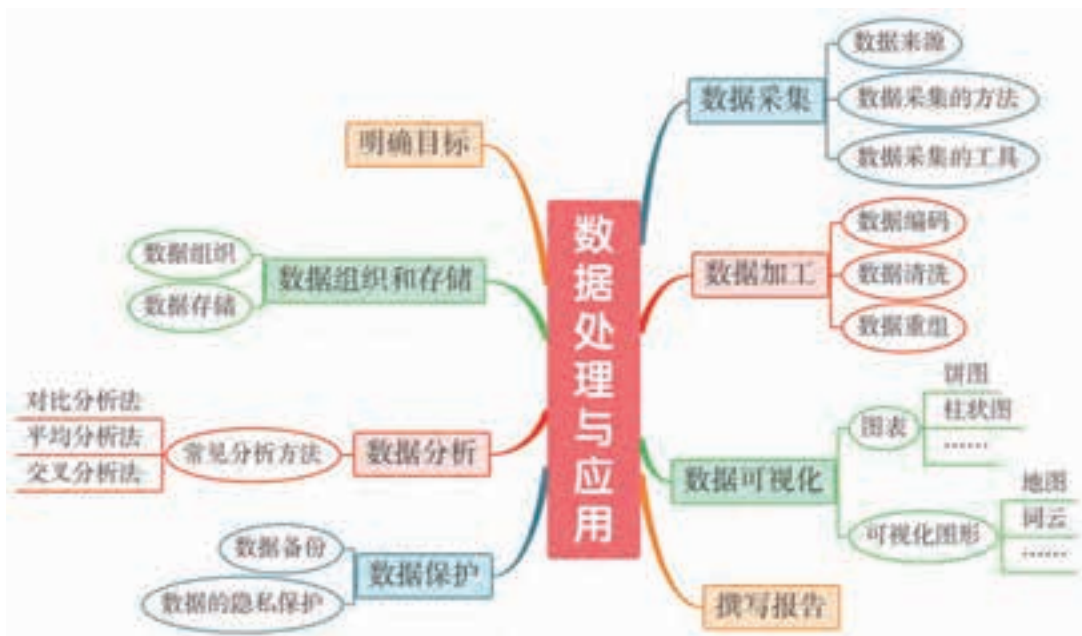 数据处理与应用
明确目标
数据采集
数据来源
数据采集的方法
数据采集的工具
数据组织和存储
数据组织
数据存储
数据加工
数据编码
数据清洗
数据重组
数据分析
常见分析方法
对比分析法
平均分析法
交叉分析法
数据可视化
图表
饼图
柱状图
……
可视化图形
地图
词云
……
数据保护
数据备份
数据的隐私保护
撰写报告